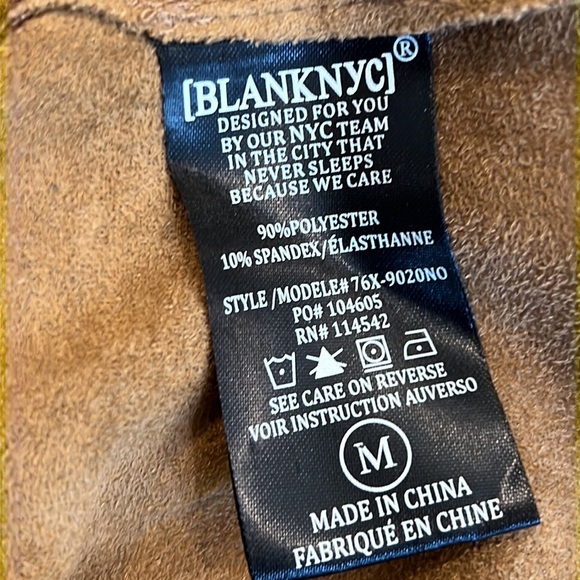 [BLANKNYC]®
DESIGNED FOR YOU
BY OUR NYC TEAM
IN THE CITY THAT
NEVER SLEEPS
BECAUSE WE CARE
90%POLYESTER
10% SPANDEX/ÉLASTHANNE
STYLE /MODELE# 76X-9020NO
PO# 104605
RN# 114542
SEE CARE ON REVERSE
VOIR INSTRUCTION AUVERSO
M
MADE IN CHINA
FABRIQUÉ EN CHINE